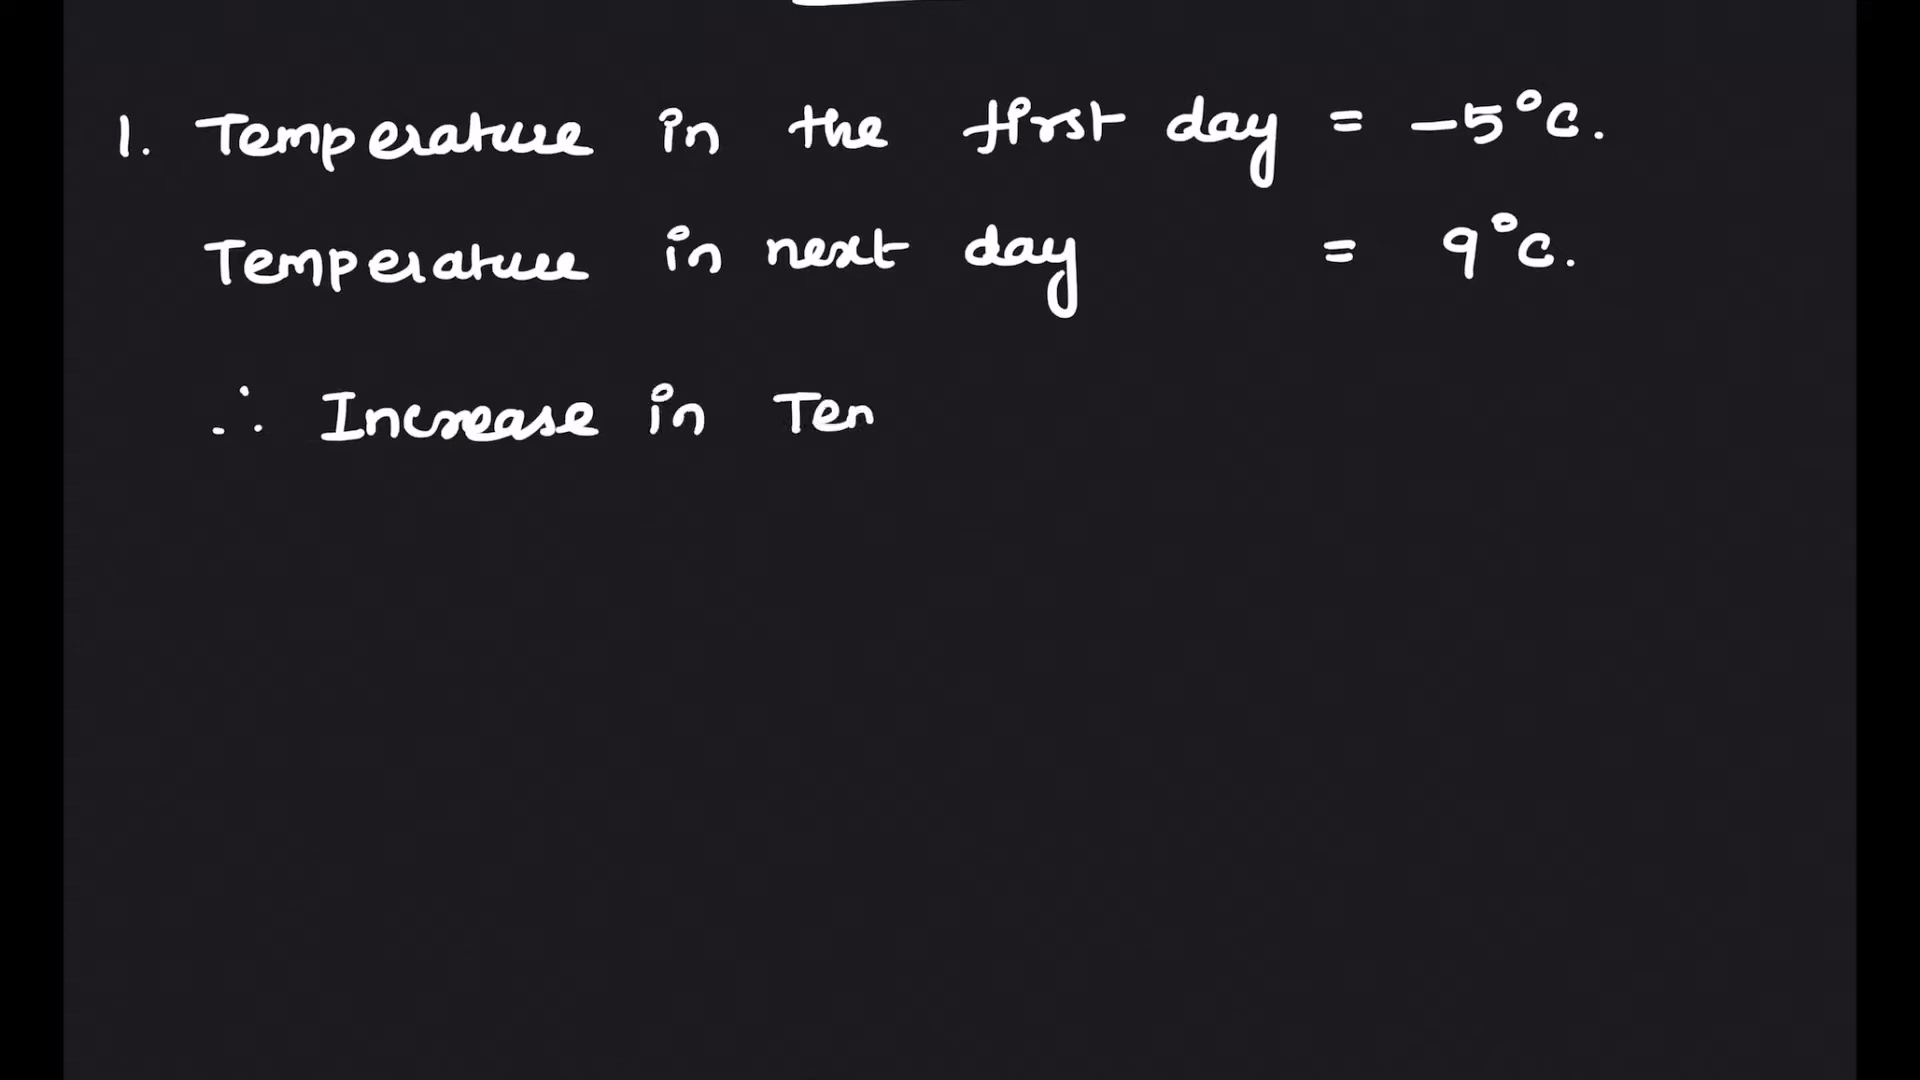 1. Temperature in the first day = -5°C.
Temperature in next day = 9°C.
∴ Increase in Ten